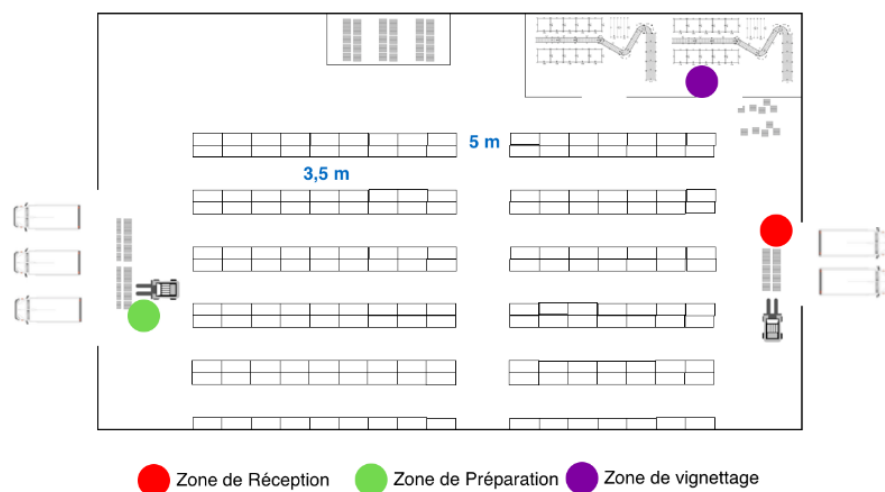 5 m
3,5 m
Zone de Réception
Zone de Préparation
Zone de vignettage